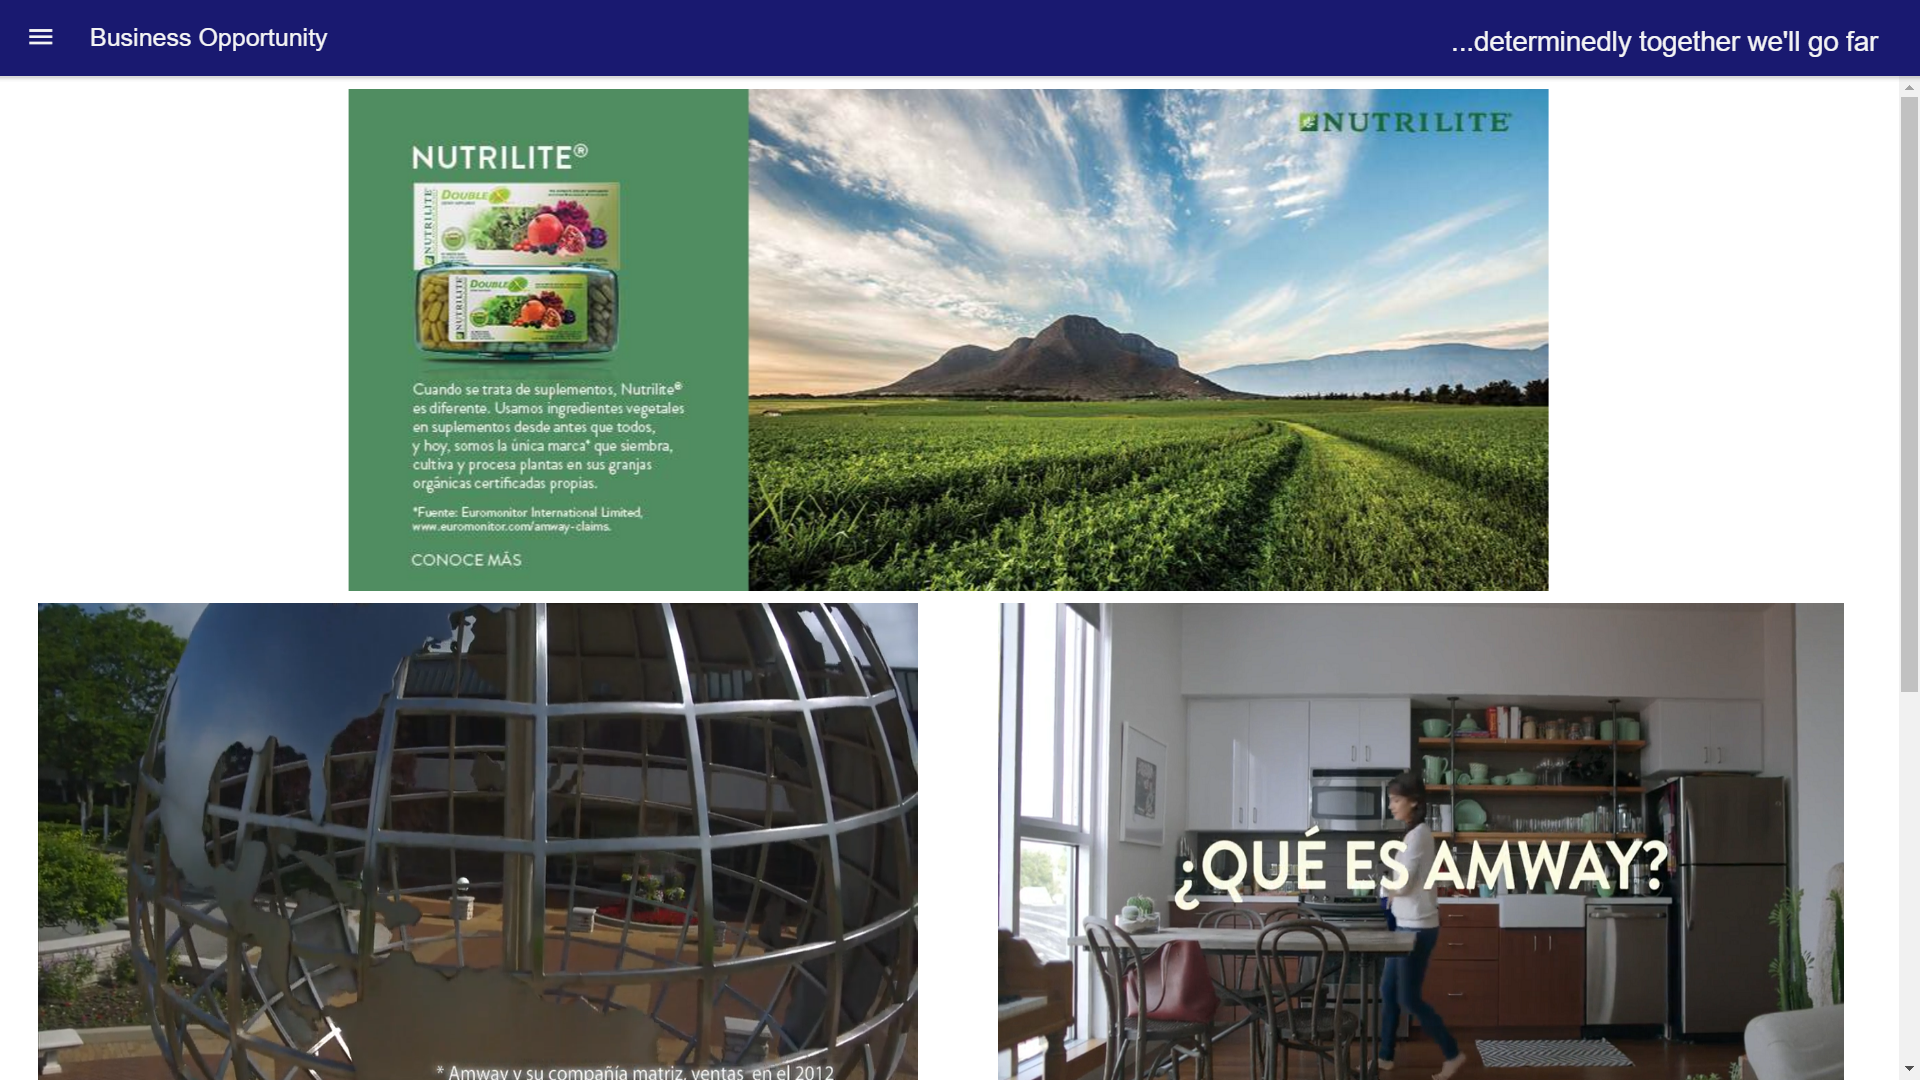 Business Opportunity
...determinedly together we'll go far
NUTRILITE®
NUTRILITE
DOUBLE X
NUTRILITE
DOUBLE X
NUTRILITE
Cuando se trata de suplementos, Nutrilite®
es diferente. Usamos ingredientes vegetales
en suplementos desde antes que todos,
y hoy, somos la única marca* que siembra,
cultiva y procesa plantas en sus granjas
orgánicas certificadas propias.
*Fuente: Euromonitor International Limited,
www.euromonitor.com/amway-claims.
CONOCE MÁS
NUTRILITE®
¿QUÉ ES AMWAY?
* Amway y su compañía matriz, ventas en el 2012